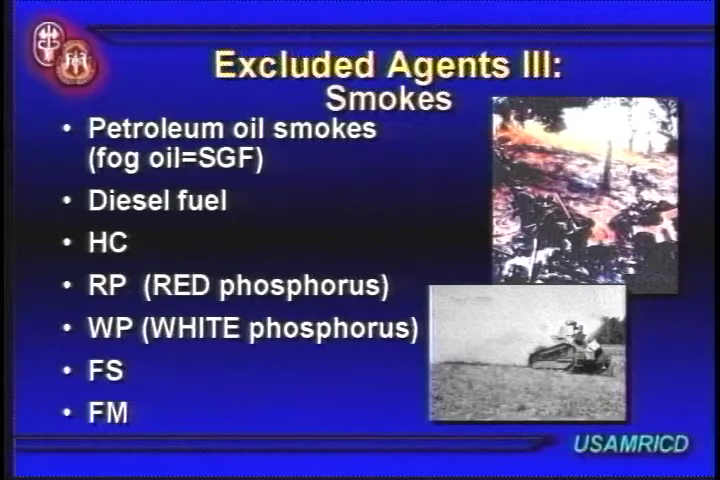 Excluded Agents III:
Smokes
• Petroleum oil smokes
(fog oil=SGF)
• Diesel fuel
• HC
• RP (RED phosphorus)
• WP (WHITE phosphorus)
• FS
• FM
USAMRICD